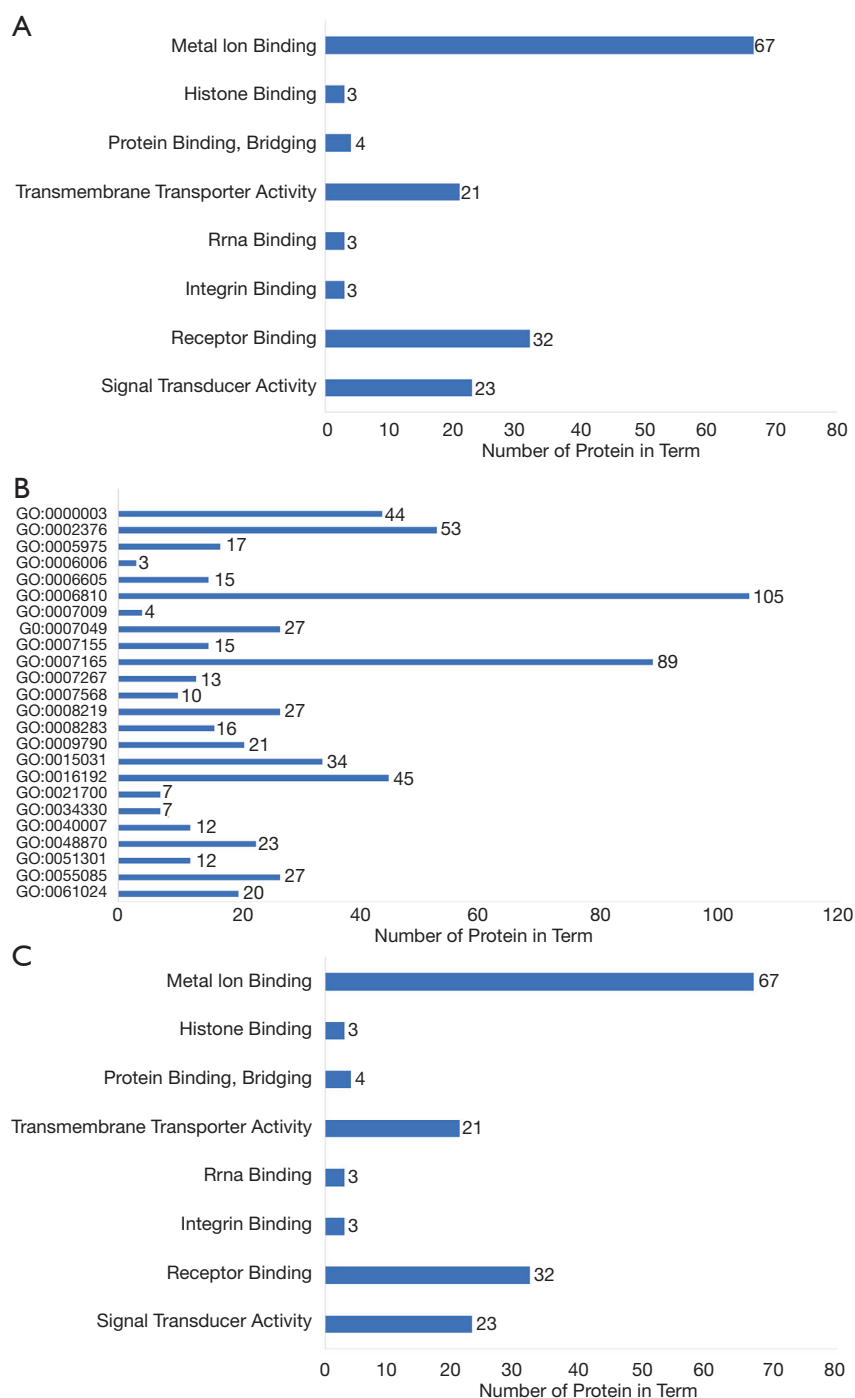 A
Metal Ion Binding 67
Histone Binding 3
Protein Binding, Bridging 4
Transmembrane Transporter Activity 21
Rrna Binding 3
Integrin Binding 3
Receptor Binding 32
Signal Transducer Activity 23
0 10 20 30 40 50 60 70 80
Number of Protein in Term
B
GO:0000003 44
GO:0002376 53
GO:0005975 17
GO:0006006 3
GO:0006605 15
GO:0006810 105
GO:0007009 4
G0:0007049 27
GO:0007155 15
GO:0007165 89
GO:0007267 13
GO:0007568 10
GO:0008219 27
GO:0008283 16
GO:0009790 21
GO:0015031 34
GO:0016192 45
GO:0021700 7
GO:0034330 7
GO:0040007 12
GO:0048870 23
GO:0051301 12
GO:0055085 27
GO:0061024 20
0 20 40 60 80 100 120
Number of Protein in Term
C
Metal Ion Binding 67
Histone Binding 3
Protein Binding, Bridging 4
Transmembrane Transporter Activity 21
Rrna Binding 3
Integrin Binding 3
Receptor Binding 32
Signal Transducer Activity 23
0 10 20 30 40 50 60 70 80
Number of Protein in Term